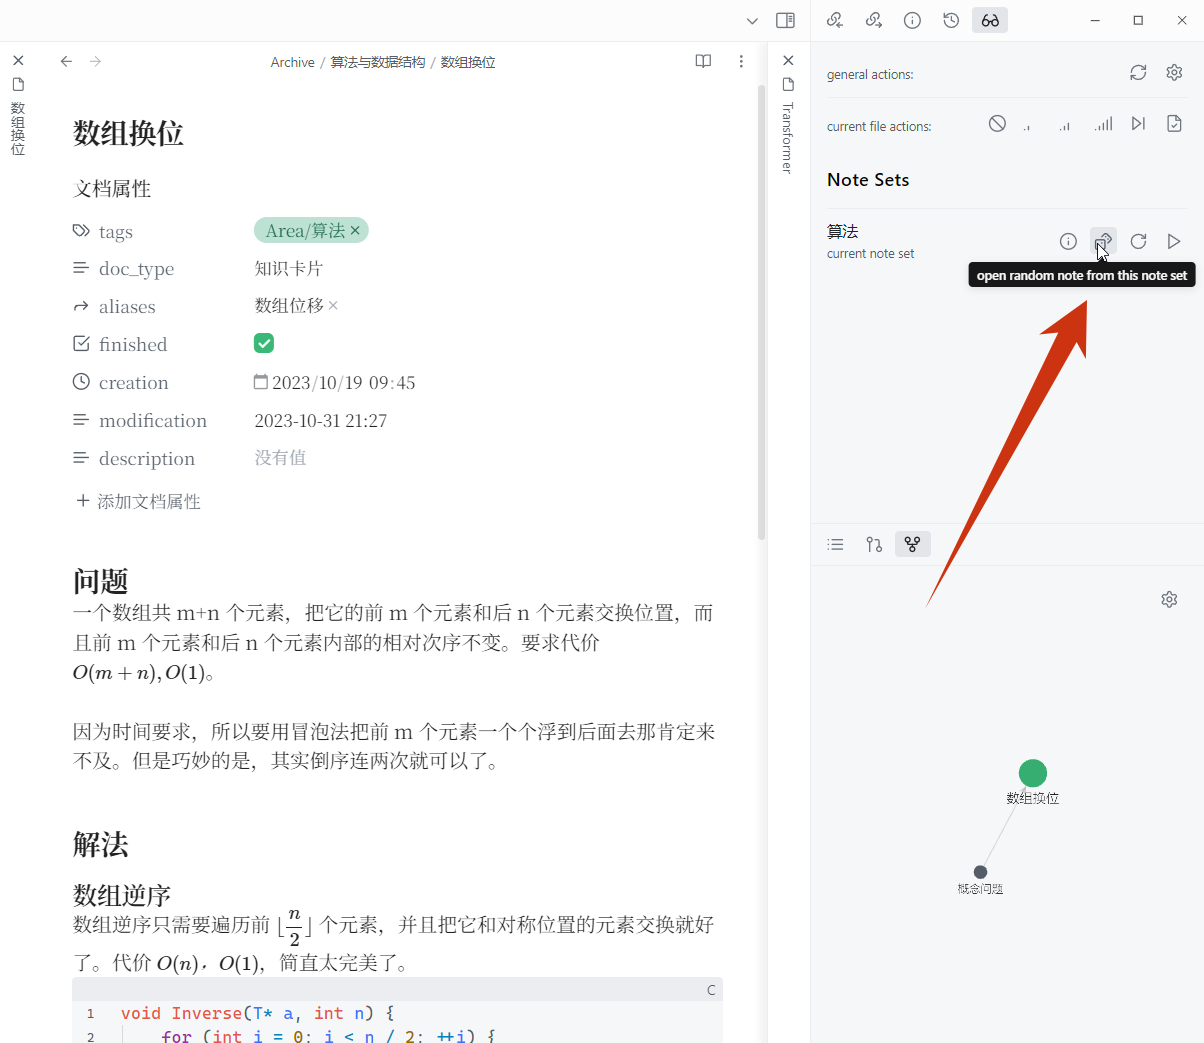 Archive / 算法与数据结构 / 数组换位
数组换位
数组换位
文档属性
tags Area/算法 ×
doc_type 知识卡片
aliases 数组位移 ×
finished
creation 2023/10/19 09:45
modification 2023-10-31 21:27
description 没有值
+ 添加文档属性
问题
一个数组共 m+n 个元素，把它的前 m 个元素和后 n 个元素交换位置，而
且前 m 个元素和后 n 个元素内部的相对次序不变。要求代价
O(m + n), O(1)。
因为时间要求，所以要用冒泡法把前 m 个元素一个个浮到后面去那肯定来
不及。但是巧妙的是，其实倒序连两次就可以了。
解法
数组逆序
数组逆序只需要遍历前 ⌊n/2⌋ 个元素，并且把它和对称位置的元素交换就好
了。代价 O(n)，O(1)，简直太完美了。
C
1 void Inverse(T* a, int n) {
2 for (int i = 0; i < n / 2; ++i) {
Transformer
general actions:
current file actions:
Note Sets
算法
current note set
open random note from this note set
数组换位
概念问题